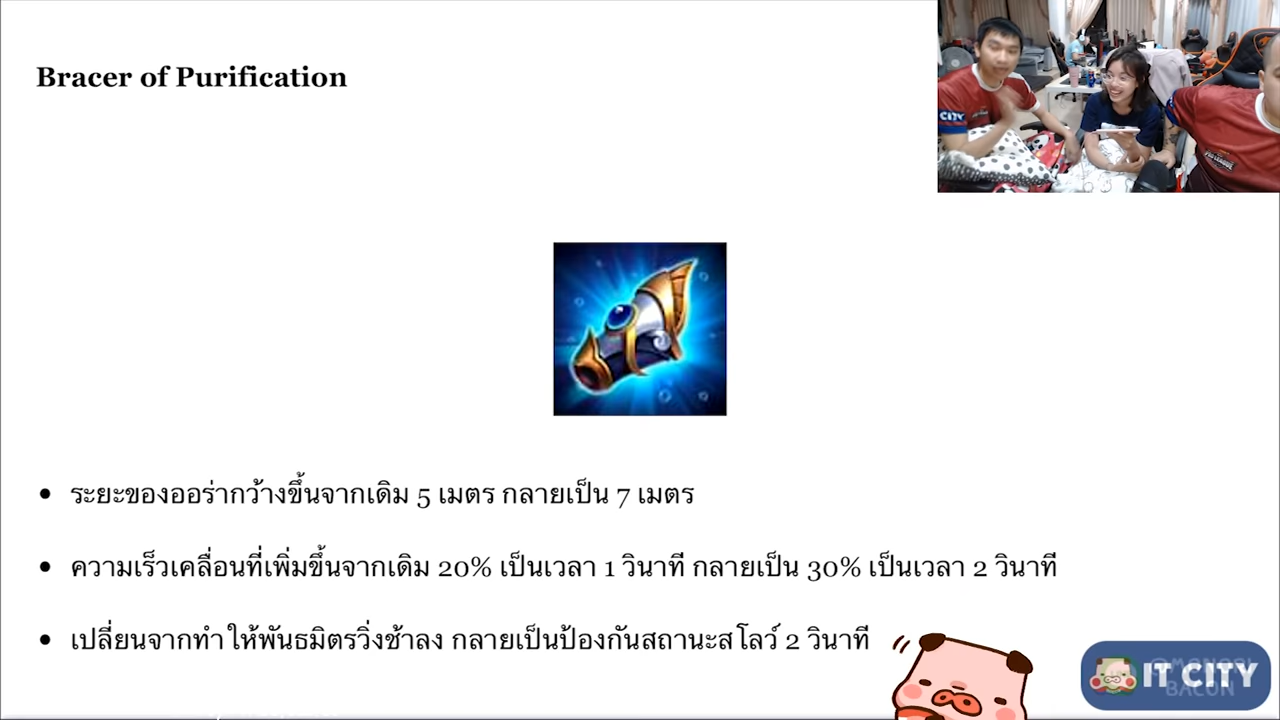 Bracer of Purification
CITY
ระยะของออร่ากว้างขึ้นจากเดิม 5 เมตร กลายเป็น 7 เมตร
ความเร็วเคลื่อนที่เพิ่มขึ้นจากเดิม 20% เป็นเวลา 1 วินาที กลายเป็น 30% เป็นเวลา 2 วินาที
เปลี่ยนจากทำให้พันธมิตรวิ่งช้าลง กลายเป็นป้องกันสถานะสโลว์ 2 วินาที
IT CITY
BACON